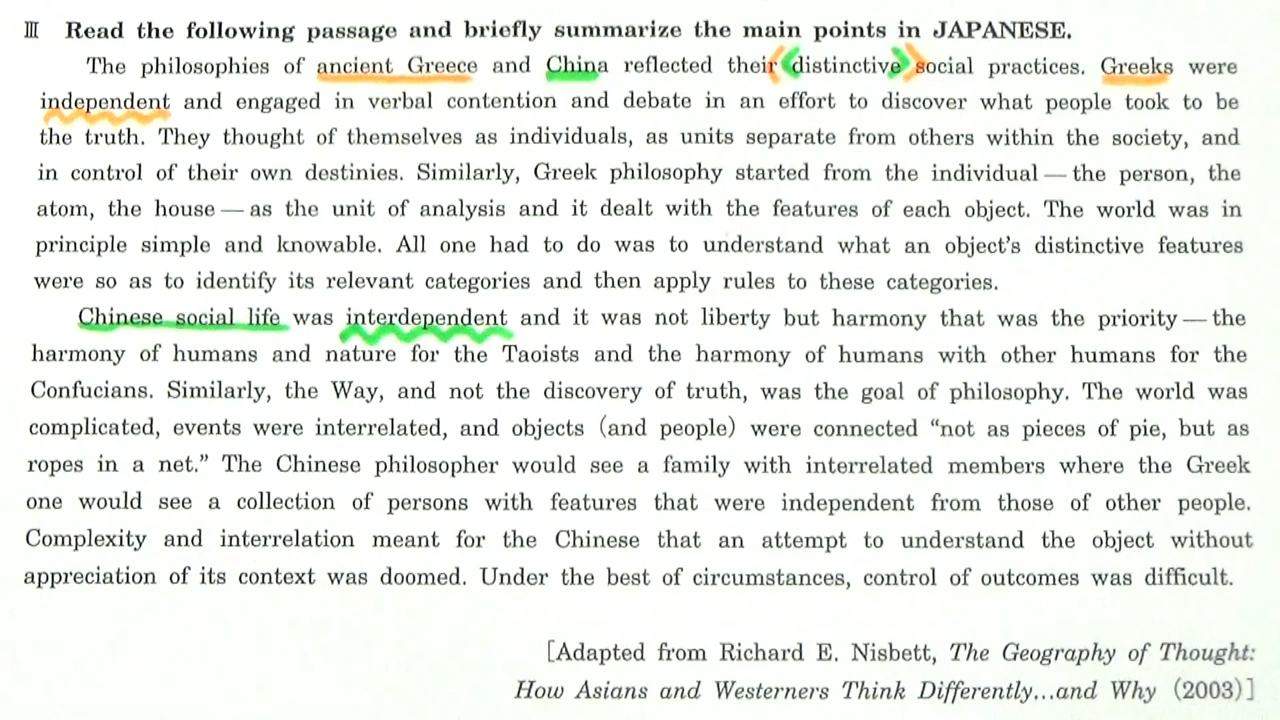 Ⅲ Read the following passage and briefly summarize the main points in JAPANESE.
The philosophies of ancient Greece and China reflected their distinctive social practices. Greeks were
independent and engaged in verbal contention and debate in an effort to discover what people took to be
the truth. They thought of themselves as individuals, as units separate from others within the society, and
in control of their own destinies. Similarly, Greek philosophy started from the individual — the person, the
atom, the house — as the unit of analysis and it dealt with the features of each object. The world was in
principle simple and knowable. All one had to do was to understand what an object's distinctive features
were so as to identify its relevant categories and then apply rules to these categories.
Chinese social life was interdependent and it was not liberty but harmony that was the priority — the
harmony of humans and nature for the Taoists and the harmony of humans with other humans for the
Confucians. Similarly, the Way, and not the discovery of truth, was the goal of philosophy. The world was
complicated, events were interrelated, and objects (and people) were connected “not as pieces of pie, but as
ropes in a net.” The Chinese philosopher would see a family with interrelated members where the Greek
one would see a collection of persons with features that were independent from those of other people.
Complexity and interrelation meant for the Chinese that an attempt to understand the object without
appreciation of its context was doomed. Under the best of circumstances, control of outcomes was difficult.
[Adapted from Richard E. Nisbett, The Geography of Thought:
How Asians and Westerners Think Differently…and Why (2003)]